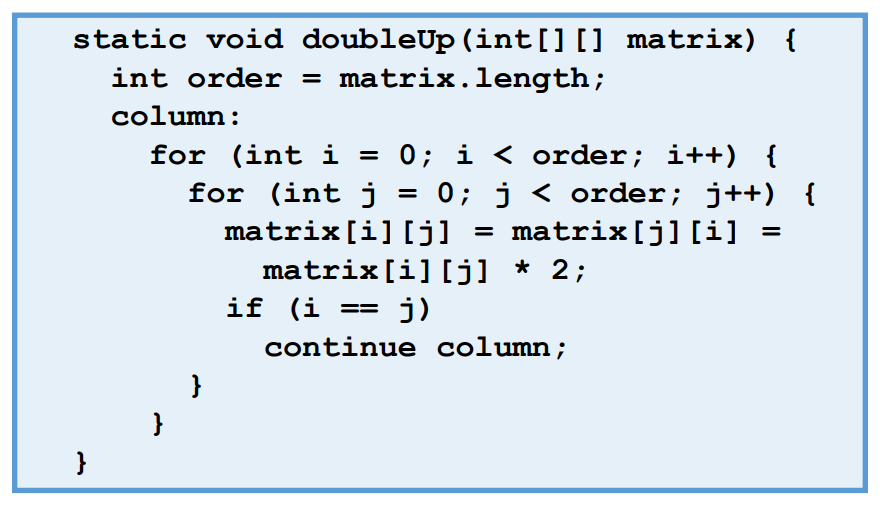 static void doubleUp(int[][] matrix) {
  int order = matrix.length;
  column:
    for (int i = 0; i < order; i++) {
      for (int j = 0; j < order; j++) {
        matrix[i][j] = matrix[j][i] =
          matrix[i][j] * 2;
        if (i == j)
          continue column;
      }
    }
}